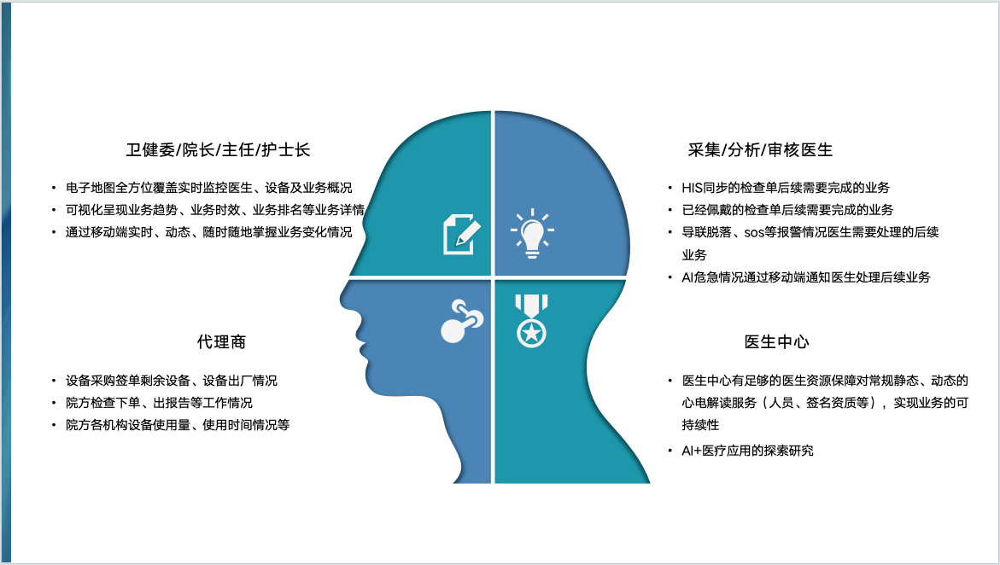 卫健委/院长/主任/护士长
• 电子地图全方位覆盖实时监控医生、设备及业务概况
• 可视化呈现业务趋势、业务时效、业务排名等业务详情
• 通过移动端实时、动态、随时随地掌握业务变化情况
采集/分析/审核医生
• HIS同步的检查单后续需要完成的业务
• 已经佩戴的检查单后续需要完成的业务
• 导联脱落、sos等报警情况医生需要处理的后续
业务
• AI危急情况通过移动端通知医生处理后续业务
代理商
• 设备采购签单剩余设备、设备出厂情况
• 院方检查下单、出报告等工作情况
• 院方各机构设备使用量、使用时间情况等
医生中心
• 医生中心有足够的医生资源保障对常规静态、动态的
心电解读服务（人员、签名资质等），实现业务的可
持续性
• AI+医疗应用的探索研究